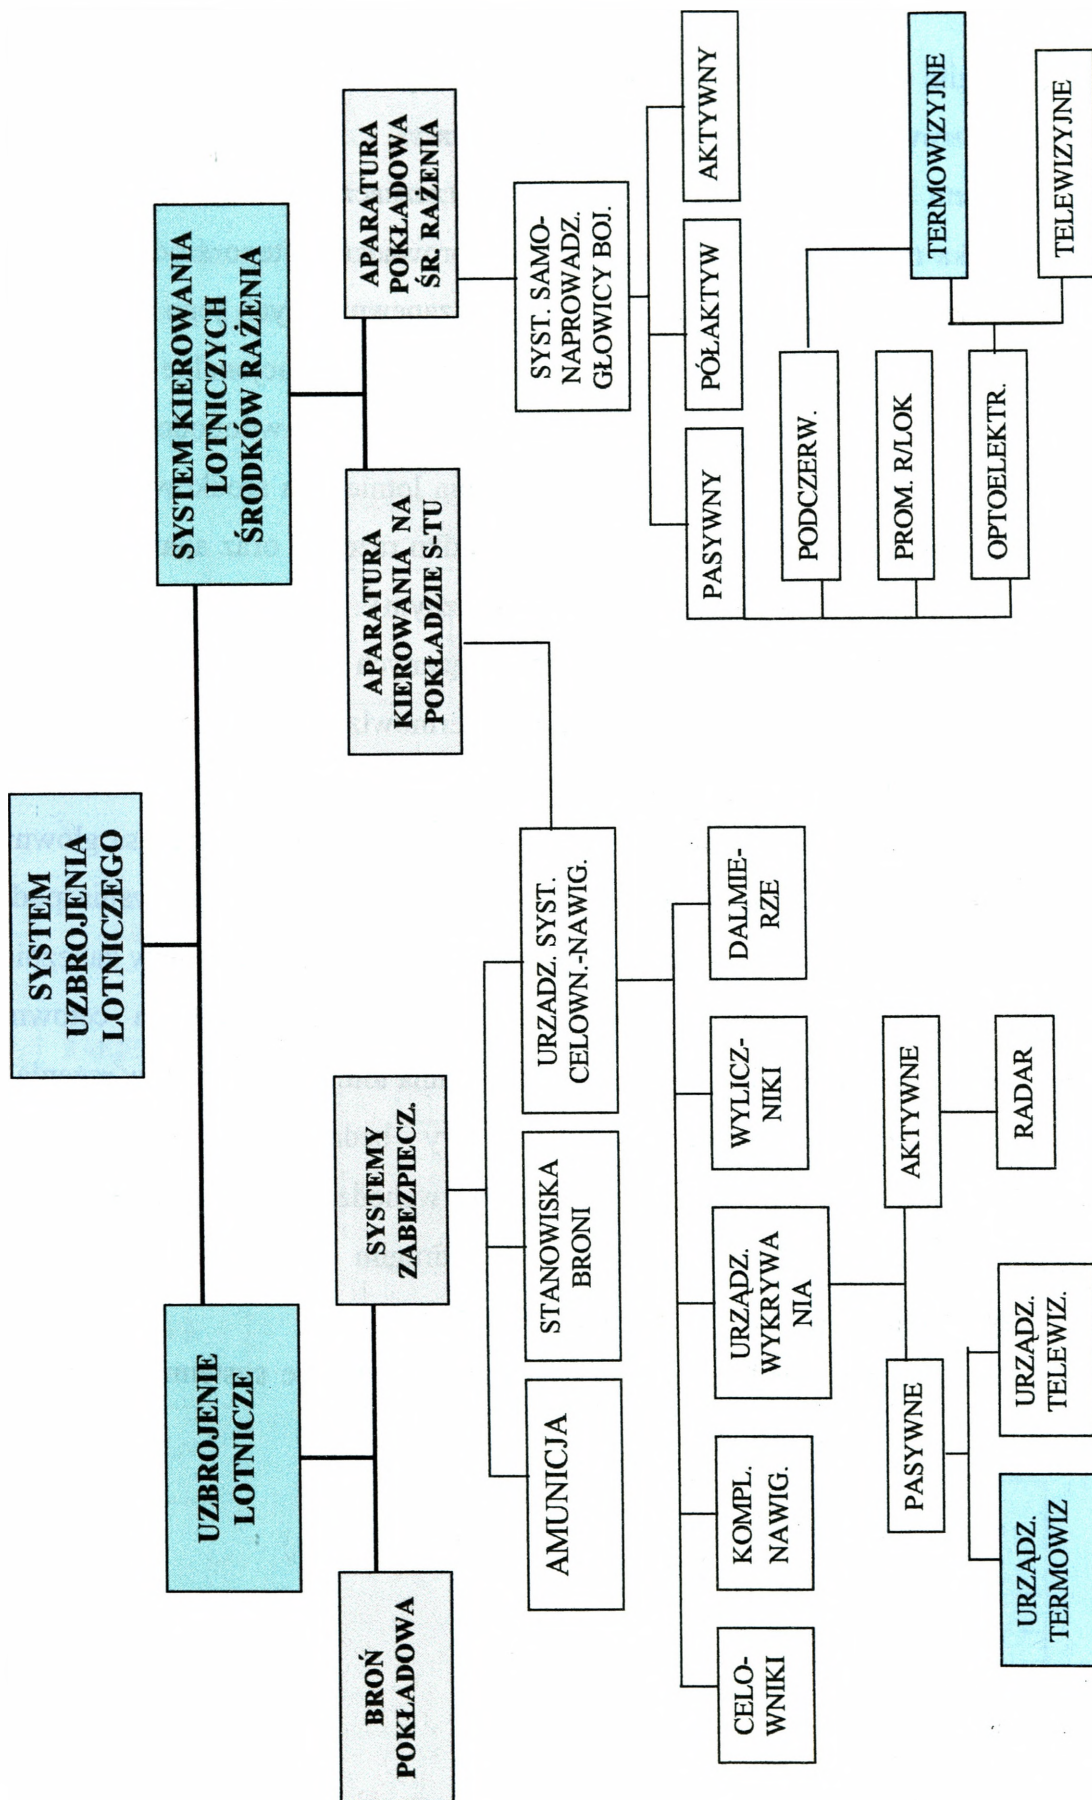 SYSTEM
UZBROJENIA
LOTNICZEGO
UZBROJENIE
LOTNICZE
SYSTEM KIEROWANIA
LOTNICZYCH
ŚRODKÓW RAŻENIA
BROŃ
POKŁADOWA
SYSTEMY
ZABEZPIECZ.
APARATURA
KIEROWANIA NA
POKŁADZIE S-TU
APARATURA
POKŁADOWA
ŚR. RAŻENIA
AMUNICJA
STANOWISKA
BRONI
URZADZ. SYST.
CELOWN.-NAWIG.
SYST. SAMO-
NAPROWADZ.
GŁOWICY BOJ.
CELO-
WNIKI
KOMPL.
NAWIG.
URZĄDZ.
WYKRYWA
NIA
WYLICZ-
NIKI
DALMIE-
RZE
PASYWNY
PÓŁAKTYW
AKTYWNY
PASYWNE
AKTYWNE
PODCZERW.
PROM. R/LOK
OPTOELEKTR.
TERMOWIZYJNE
TELEWIZYJNE
URZĄDZ.
TERMOWIZ
URZĄDZ.
TELEWIZ.
RADAR